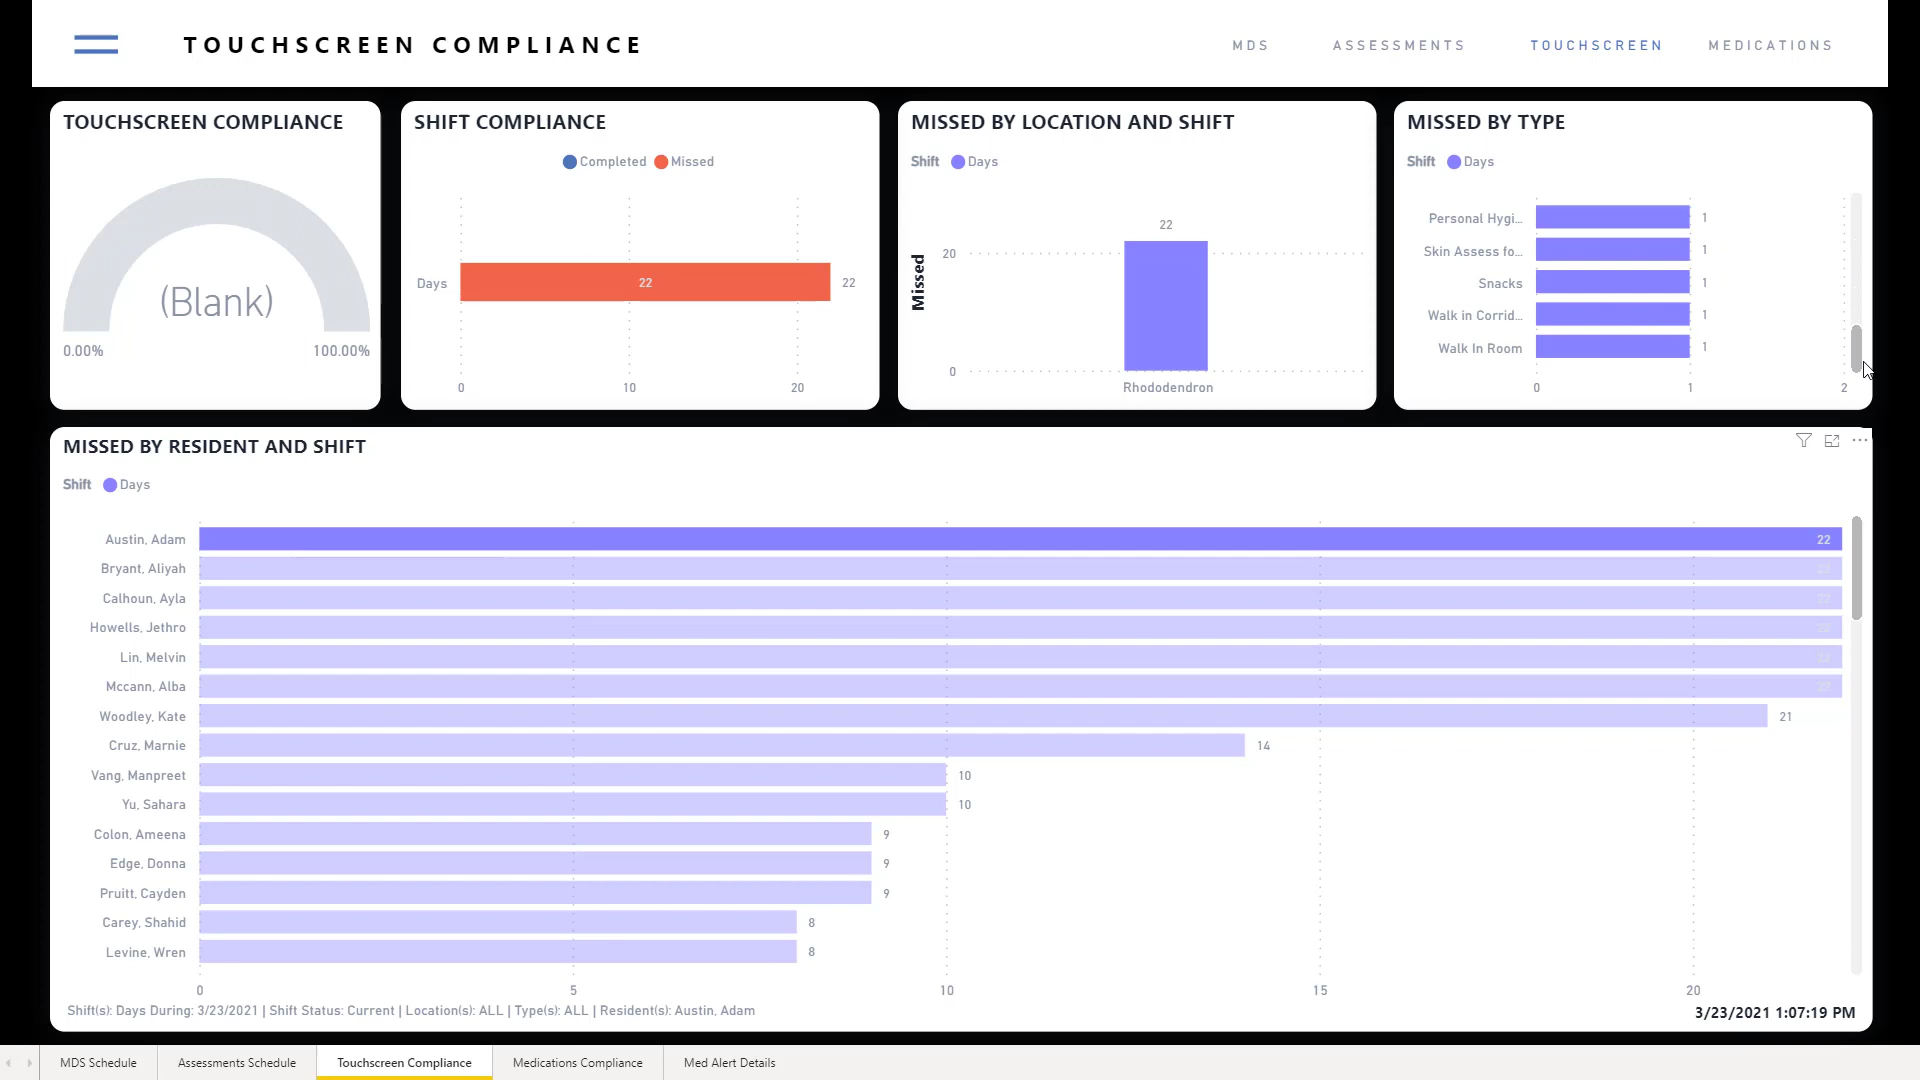 TOUCHSCREEN COMPLIANCE
MDS
ASSESSMENTS
TOUCHSCREEN
MEDICATIONS
TOUCHSCREEN COMPLIANCE
(Blank)
0.00%
100.00%
SHIFT COMPLIANCE
Completed
Missed
Days
22
22
0
10
20
MISSED BY LOCATION AND SHIFT
Shift
Days
Missed
22
20
0
Rhododendron
MISSED BY TYPE
Shift
Days
Personal Hygi... 1
Skin Assess fo... 1
Snacks 1
Walk in Corrid... 1
Walk In Room 1
0
1
2
MISSED BY RESIDENT AND SHIFT
Shift
Days
Austin, Adam 22
Bryant, Aliyah 22
Calhoun, Ayla 22
Howells, Jethro 22
Lin, Melvin 22
Mccann, Alba 22
Woodley, Kate 21
Cruz, Marnie 14
Vang, Manpreet 10
Yu, Sahara 10
Colon, Ameena 9
Edge, Donna 9
Pruitt, Cayden 9
Carey, Shahid 8
Levine, Wren 8
0
5
10
15
20
Shift(s): Days During: 3/23/2021 | Shift Status: Current | Location(s): ALL | Type(s): ALL | Resident(s): Austin, Adam
3/23/2021 1:07:19 PM
MDS Schedule
Assessments Schedule
Touchscreen Compliance
Medications Compliance
Med Alert Details